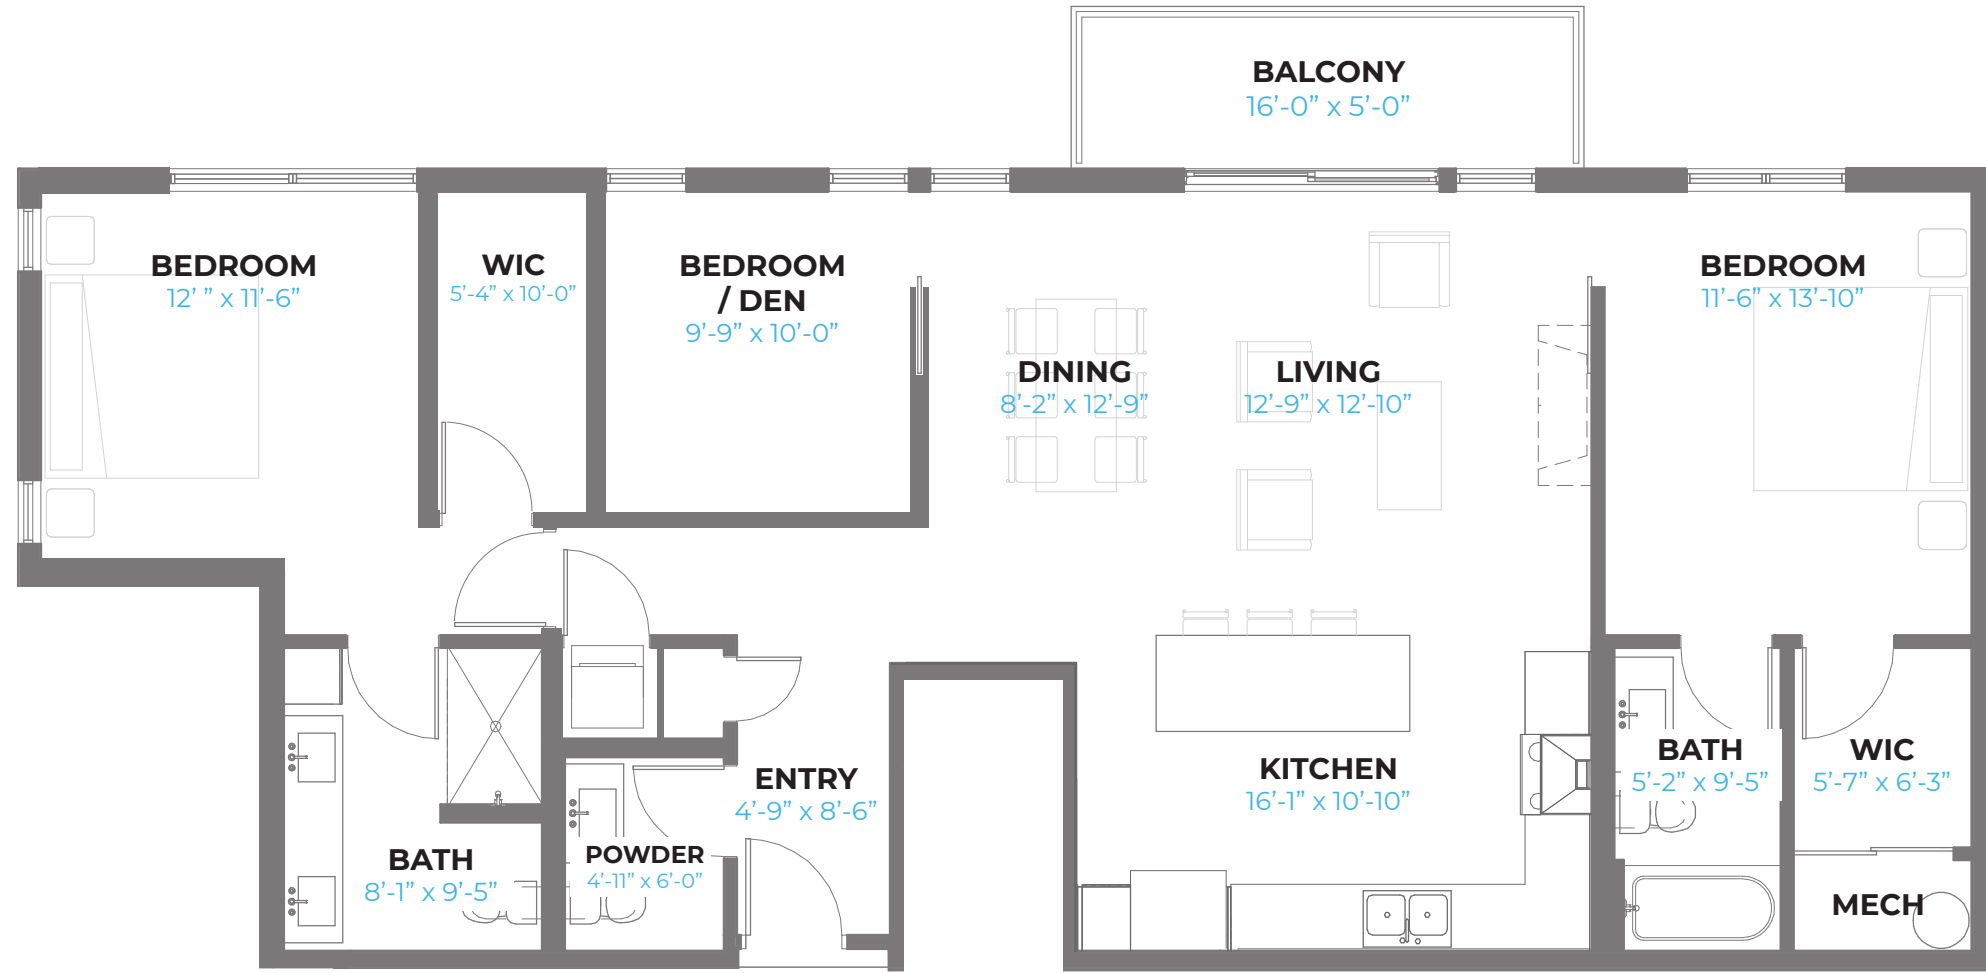 BALCONY
16’-0” x 5’-0”
BEDROOM
12’ ” x 11’-6”
WIC
5’-4” x 10’-0”
BEDROOM
/ DEN
9’-9” x 10’-0”
BEDROOM
11’-6” x 13’-10”
DINING
8’-2” x 12’-9”
LIVING
12’-9” x 12’-10”
ENTRY
4’-9” x 8’-6”
KITCHEN
16’-1” x 10’-10”
BATH
5’-2” x 9’-5”
WIC
5’-7” x 6’-3”
BATH
8’-1” x 9’-5”
POWDER
4’-11” x 6’-0”
MECH